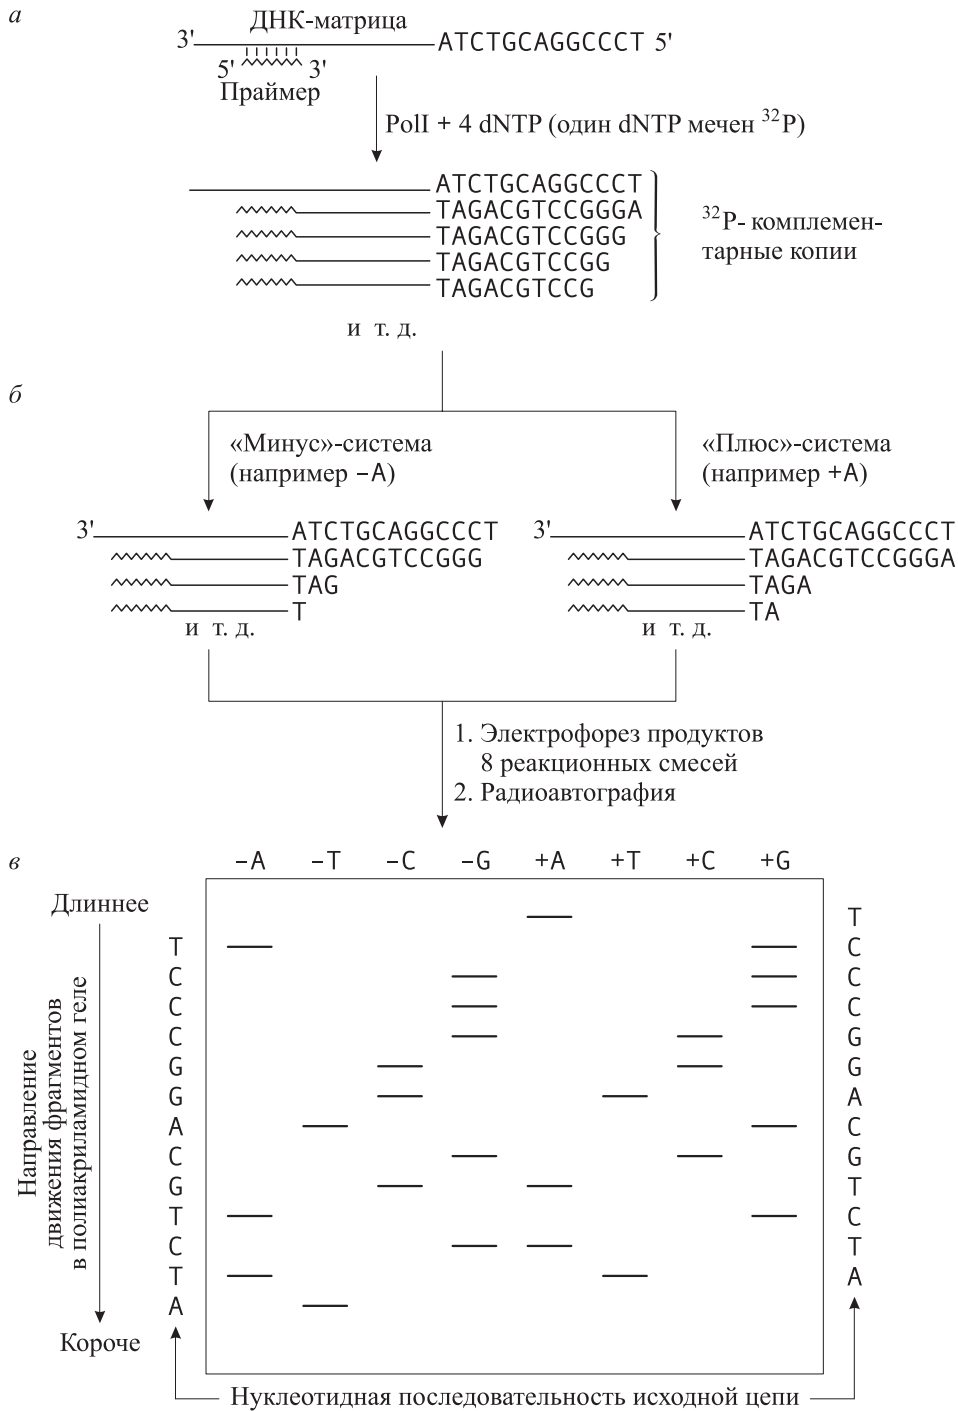 а
ДНК-матрица
3' ATCTGCAGGCCCT 5'
5' 3'
Праймер
PolI + 4 dNTP (один dNTP мечен ³²P)
ATCTGCAGGCCCT
TAGACGTCCGGGA
TAGACGTCCGGG
TAGACGTCCGG
TAGACGTCCG
³²P- комплемен-
тарные копии
и т. д.
б
«Минус»-система
(например –A)
«Плюс»-система
(например +A)
3' ATCTGCAGGCCCT
TAGACGTCCGGG
TAG
T
и т. д.
3' ATCTGCAGGCCCT
TAGACGTCCGGGA
TAGA
TA
и т. д.
1. Электрофорез продуктов
8 реакционных смесей
2. Радиоавтография
в
–A –T –C –G +A +T +C +G
Длиннее
Направление
движения фрагментов
в полиакриламидном геле
Короче
T
C
C
C
G
G
A
C
G
T
C
T
A
T
C
C
C
G
G
A
C
G
T
C
T
A
Нуклеотидная последовательность исходной цепи